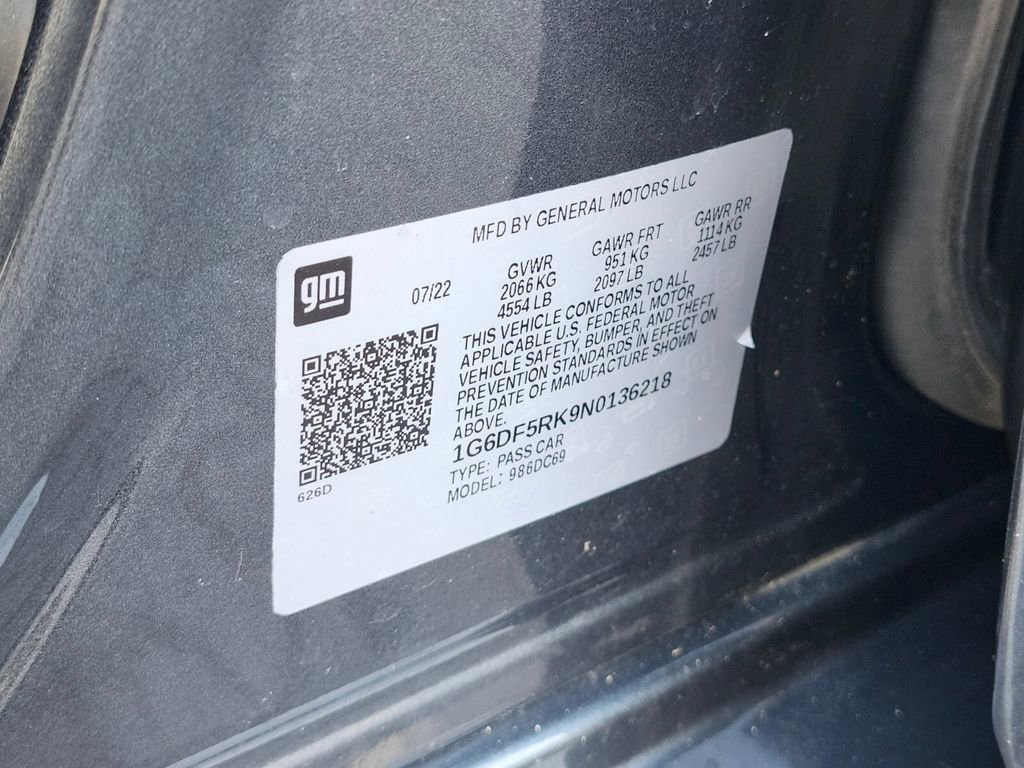 MFD BY GENERAL MOTORS LLC
gm
07/22
GVWR
2066 KG
4554 LB
GAWR FRT
951 KG
2097 LB
GAWR RR
1114 KG
2457 LB
THIS VEHICLE CONFORMS TO ALL
APPLICABLE U.S. FEDERAL MOTOR
VEHICLE SAFETY, BUMPER, AND THEFT
PREVENTION STANDARDS IN EFFECT ON
THE DATE OF MANUFACTURE SHOWN
ABOVE.
1G6DF5RK9N0136218
TYPE: PASS CAR
MODEL: 986DC69
626D